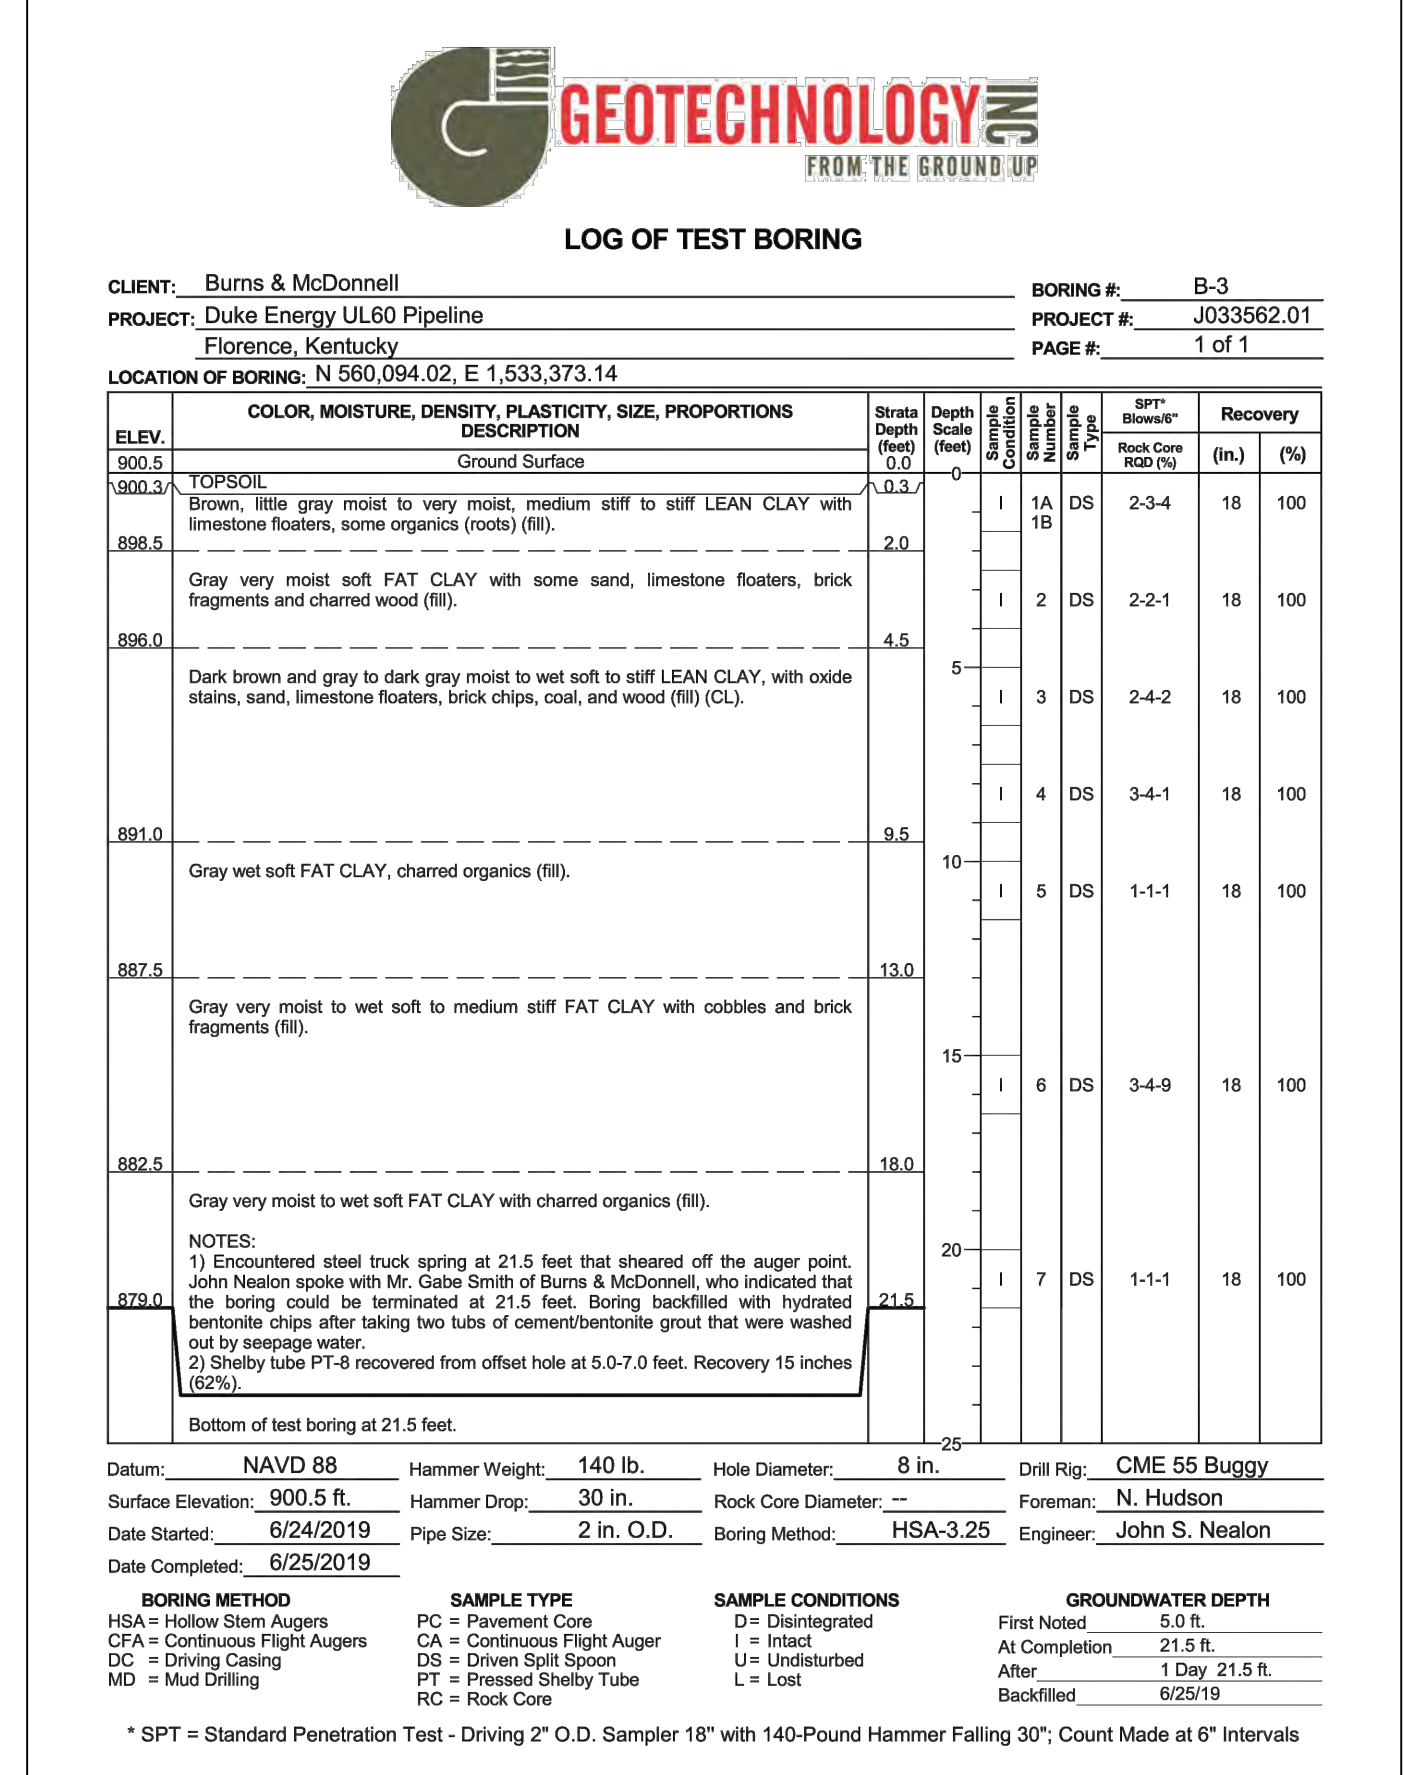 GEOTECHNOLOGY INC
FROM THE GROUND UP
LOG OF TEST BORING
CLIENT: Burns & McDonnell BORING #: B-3
PROJECT: Duke Energy UL60 Pipeline PROJECT #: J033562.01
Florence, Kentucky PAGE #: 1 of 1
LOCATION OF BORING: N 560,094.02, E 1,533,373.14
ELEV. COLOR, MOISTURE, DENSITY, PLASTICITY, SIZE, PROPORTIONS DESCRIPTION Strata Depth (feet) Depth Scale (feet) Sample Condition Sample Number Sample Type SPT* Blows/6" Rock Core RQD (%) Recovery (in.) (%)
900.5 Ground Surface 0.0 0
900.3 TOPSOIL 0.3
Brown, little gray moist to very moist, medium stiff to stiff LEAN CLAY with I 1A DS 2-3-4 18 100
limestone floaters, some organics (roots) (fill). 1B
898.5 2.0
Gray very moist soft FAT CLAY with some sand, limestone floaters, brick
fragments and charred wood (fill). I 2 DS 2-2-1 18 100
896.0 4.5
5
Dark brown and gray to dark gray moist to wet soft to stiff LEAN CLAY, with oxide
stains, sand, limestone floaters, brick chips, coal, and wood (fill) (CL). I 3 DS 2-4-2 18 100
I 4 DS 3-4-1 18 100
891.0 9.5
10
Gray wet soft FAT CLAY, charred organics (fill).
I 5 DS 1-1-1 18 100
887.5 13.0
Gray very moist to wet soft to medium stiff FAT CLAY with cobbles and brick
fragments (fill).
15
I 6 DS 3-4-9 18 100
882.5 18.0
Gray very moist to wet soft FAT CLAY with charred organics (fill).
NOTES:
20
1) Encountered steel truck spring at 21.5 feet that sheared off the auger point.
John Nealon spoke with Mr. Gabe Smith of Burns & McDonnell, who indicated that I 7 DS 1-1-1 18 100
879.0 the boring could be terminated at 21.5 feet. Boring backfilled with hydrated 21.5
bentonite chips after taking two tubs of cement/bentonite grout that were washed
out by seepage water.
2) Shelby tube PT-8 recovered from offset hole at 5.0-7.0 feet. Recovery 15 inches
(62%).
Bottom of test boring at 21.5 feet.
25
Datum: NAVD 88 Hammer Weight: 140 lb. Hole Diameter: 8 in. Drill Rig: CME 55 Buggy
Surface Elevation: 900.5 ft. Hammer Drop: 30 in. Rock Core Diameter: -- Foreman: N. Hudson
Date Started: 6/24/2019 Pipe Size: 2 in. O.D. Boring Method: HSA-3.25 Engineer: John S. Nealon
Date Completed: 6/25/2019
BORING METHOD SAMPLE TYPE SAMPLE CONDITIONS GROUNDWATER DEPTH
HSA = Hollow Stem Augers PC = Pavement Core D = Disintegrated First Noted 5.0 ft.
CFA = Continuous Flight Augers CA = Continuous Flight Auger I = Intact At Completion 21.5 ft.
DC = Driving Casing DS = Driven Split Spoon U = Undisturbed After 1 Day 21.5 ft.
MD = Mud Drilling PT = Pressed Shelby Tube L = Lost Backfilled 6/25/19
RC = Rock Core
* SPT = Standard Penetration Test - Driving 2" O.D. Sampler 18" with 140-Pound Hammer Falling 30"; Count Made at 6" Intervals